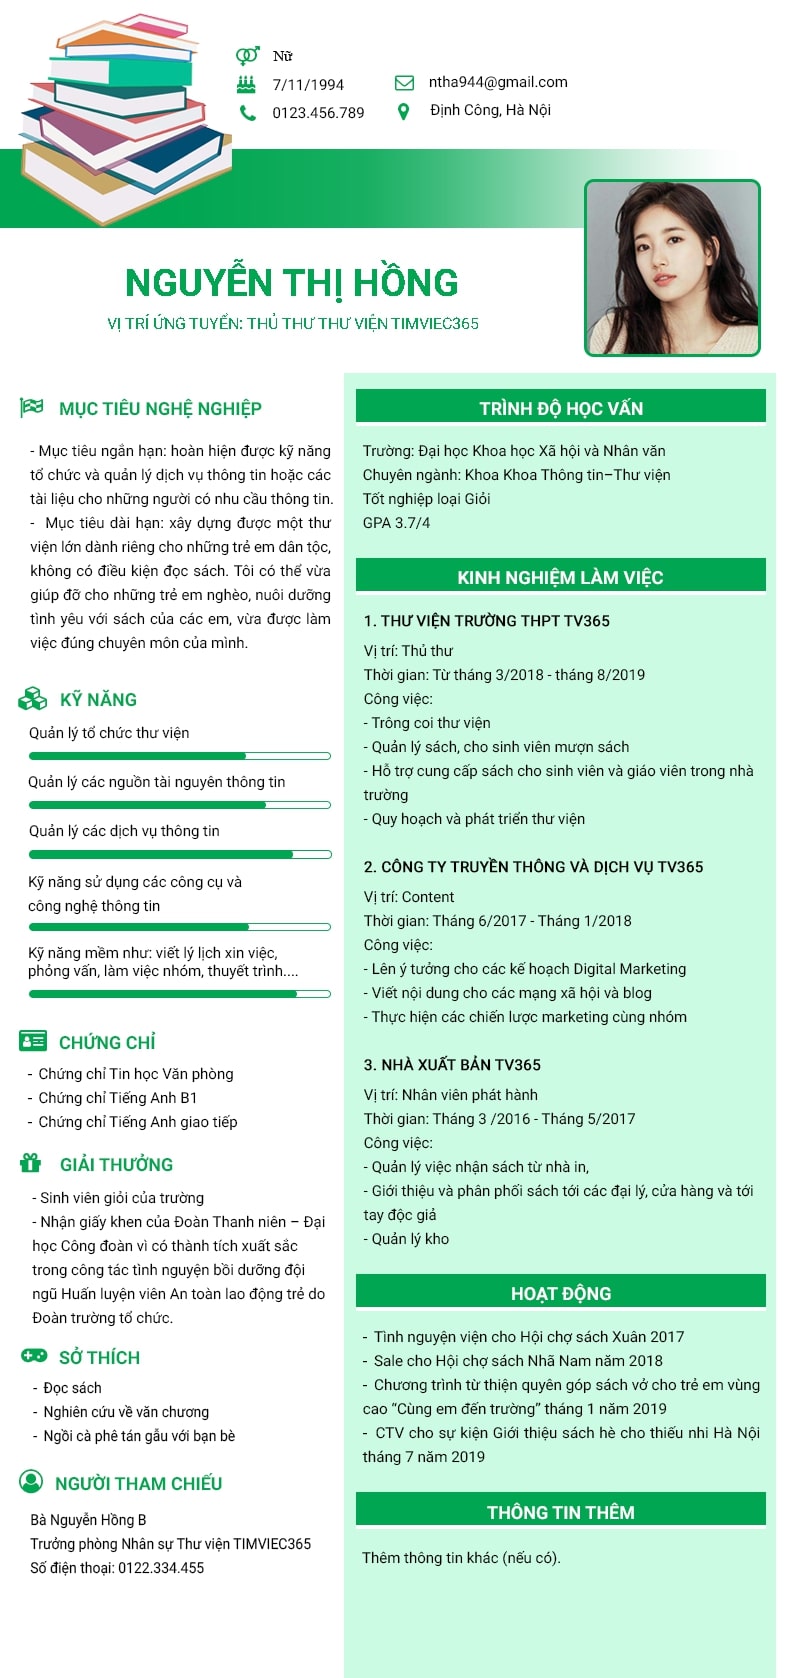 Nữ
7/11/1994
0123.456.789
ntha944@gmail.com
Định Công, Hà Nội
NGUYỄN THỊ HỒNG
VỊ TRÍ ỨNG TUYỂN: THỦ THƯ THƯ VIỆN TIMVIEC365
MỤC TIÊU NGHỆ NGHIỆP
- Mục tiêu ngắn hạn: hoàn hiện được kỹ năng
tổ chức và quản lý dịch vụ thông tin hoặc các
tài liệu cho những người có nhu cầu thông tin.
- Mục tiêu dài hạn: xây dựng được một thư
viện lớn dành riêng cho những trẻ em dân tộc,
không có điều kiện đọc sách. Tôi có thể vừa
giúp đỡ cho những trẻ em nghèo, nuôi dưỡng
tình yêu với sách của các em, vừa được làm
việc đúng chuyên môn của mình.
KỸ NĂNG
Quản lý tổ chức thư viện
Quản lý các nguồn tài nguyên thông tin
Quản lý các dịch vụ thông tin
Kỹ năng sử dụng các công cụ và
công nghệ thông tin
Kỹ năng mềm như: viết lý lịch xin việc,
phỏng vấn, làm việc nhóm, thuyết trình....
CHỨNG CHỈ
- Chứng chỉ Tin học Văn phòng
- Chứng chỉ Tiếng Anh B1
- Chứng chỉ Tiếng Anh giao tiếp
GIẢI THƯỞNG
- Sinh viên giỏi của trường
- Nhận giấy khen của Đoàn Thanh niên – Đại
học Công đoàn vì có thành tích xuất sắc
trong công tác tình nguyện bồi dưỡng đội
ngũ Huấn luyện viên An toàn lao động trẻ do
Đoàn trường tổ chức.
SỞ THÍCH
- Đọc sách
- Nghiên cứu về văn chương
- Ngồi cà phê tán gẫu với bạn bè
NGƯỜI THAM CHIẾU
Bà Nguyễn Hồng B
Trưởng phòng Nhân sự Thư viện TIMVIEC365
Số điện thoại: 0122.334.455
TRÌNH ĐỘ HỌC VẤN
Trường: Đại học Khoa học Xã hội và Nhân văn
Chuyên ngành: Khoa Khoa Thông tin–Thư viện
Tốt nghiệp loại Giỏi
GPA 3.7/4
KINH NGHIỆM LÀM VIỆC
1. THƯ VIỆN TRƯỜNG THPT TV365
Vị trí: Thủ thư
Thời gian: Từ tháng 3/2018 - tháng 8/2019
Công việc:
- Trông coi thư viện
- Quản lý sách, cho sinh viên mượn sách
- Hỗ trợ cung cấp sách cho sinh viên và giáo viên trong nhà
trường
- Quy hoạch và phát triển thư viện
2. CÔNG TY TRUYỀN THÔNG VÀ DỊCH VỤ TV365
Vị trí: Content
Thời gian: Tháng 6/2017 - Tháng 1/2018
Công việc:
- Lên ý tưởng cho các kế hoạch Digital Marketing
- Viết nội dung cho các mạng xã hội và blog
- Thực hiện các chiến lược marketing cùng nhóm
3. NHÀ XUẤT BẢN TV365
Vị trí: Nhân viên phát hành
Thời gian: Tháng 3 /2016 - Tháng 5/2017
Công việc:
- Quản lý việc nhận sách từ nhà in,
- Giới thiệu và phân phối sách tới các đại lý, cửa hàng và tới
tay độc giả
- Quản lý kho
HOẠT ĐỘNG
- Tình nguyện viên cho Hội chợ sách Xuân 2017
- Sale cho Hội chợ sách Nhã Nam năm 2018
- Chương trình từ thiện quyên góp sách vở cho trẻ em vùng
cao “Cùng em đến trường” tháng 1 năm 2019
- CTV cho sự kiện Giới thiệu sách hè cho thiếu nhi Hà Nội
tháng 7 năm 2019
THÔNG TIN THÊM
Thêm thông tin khác (nếu có).